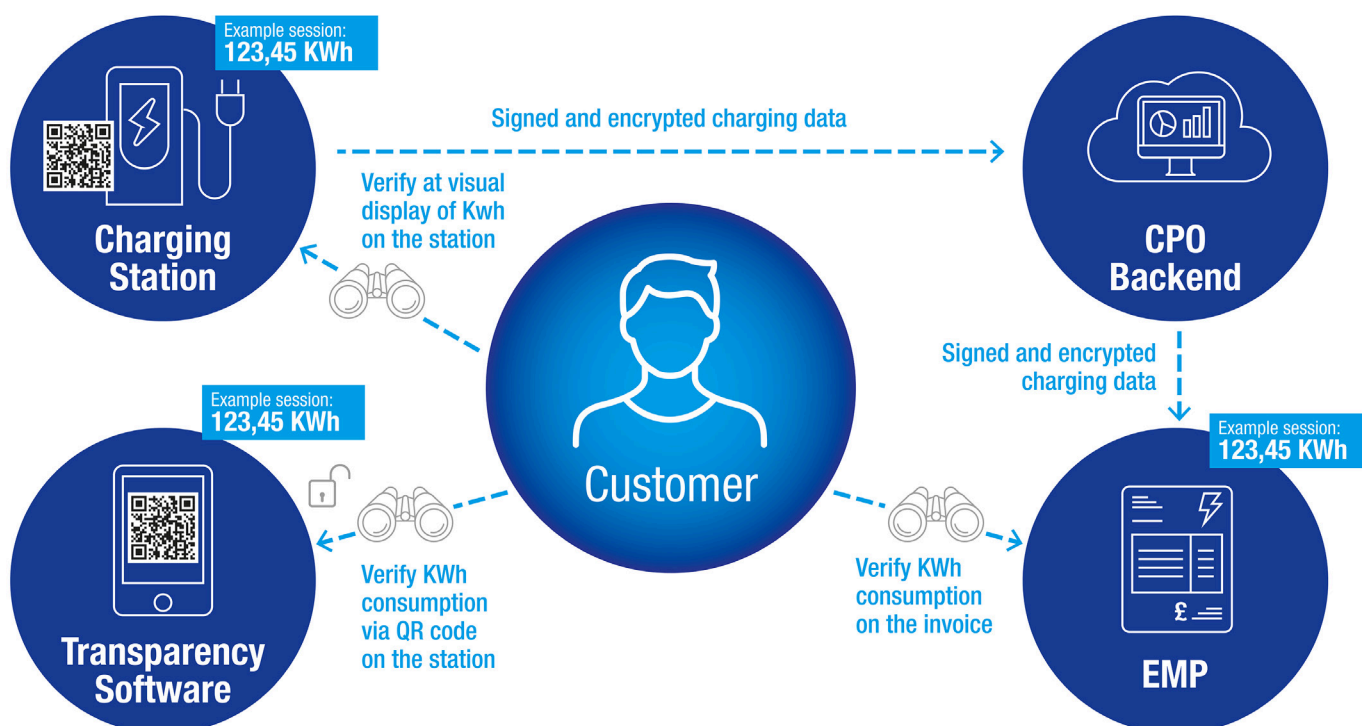 Example session:
123,45 KWh
Charging
Station
Signed and encrypted charging data
CPO
Backend
Verify at visual
display of Kwh
on the station
Customer
Signed and encrypted
charging data
Example session:
123,45 KWh
Transparency
Software
Verify KWh
consumption
via QR code
on the station
Verify KWh
consumption
on the invoice
Example session:
123,45 KWh
£
EMP